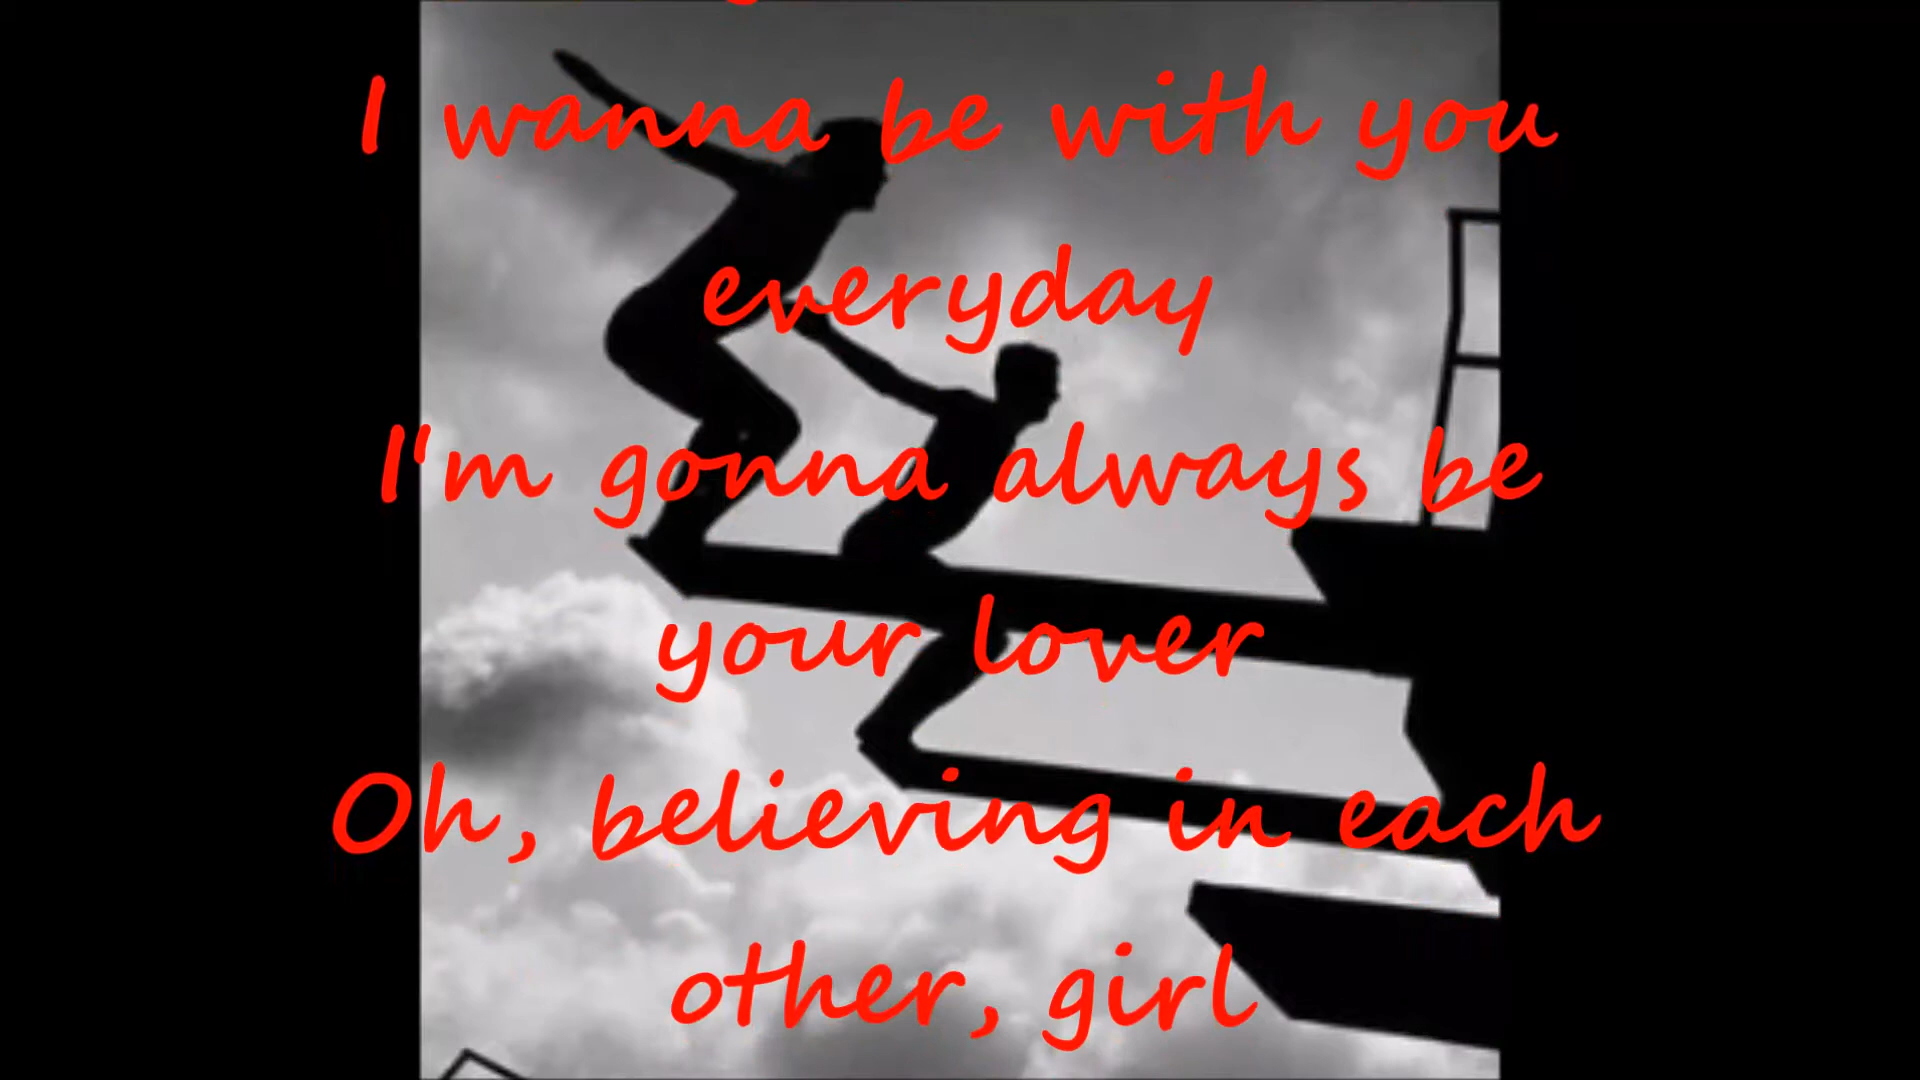 I wanna be with you
everyday
I'm gonna always be
your lover
Oh, believing in each
other, girl